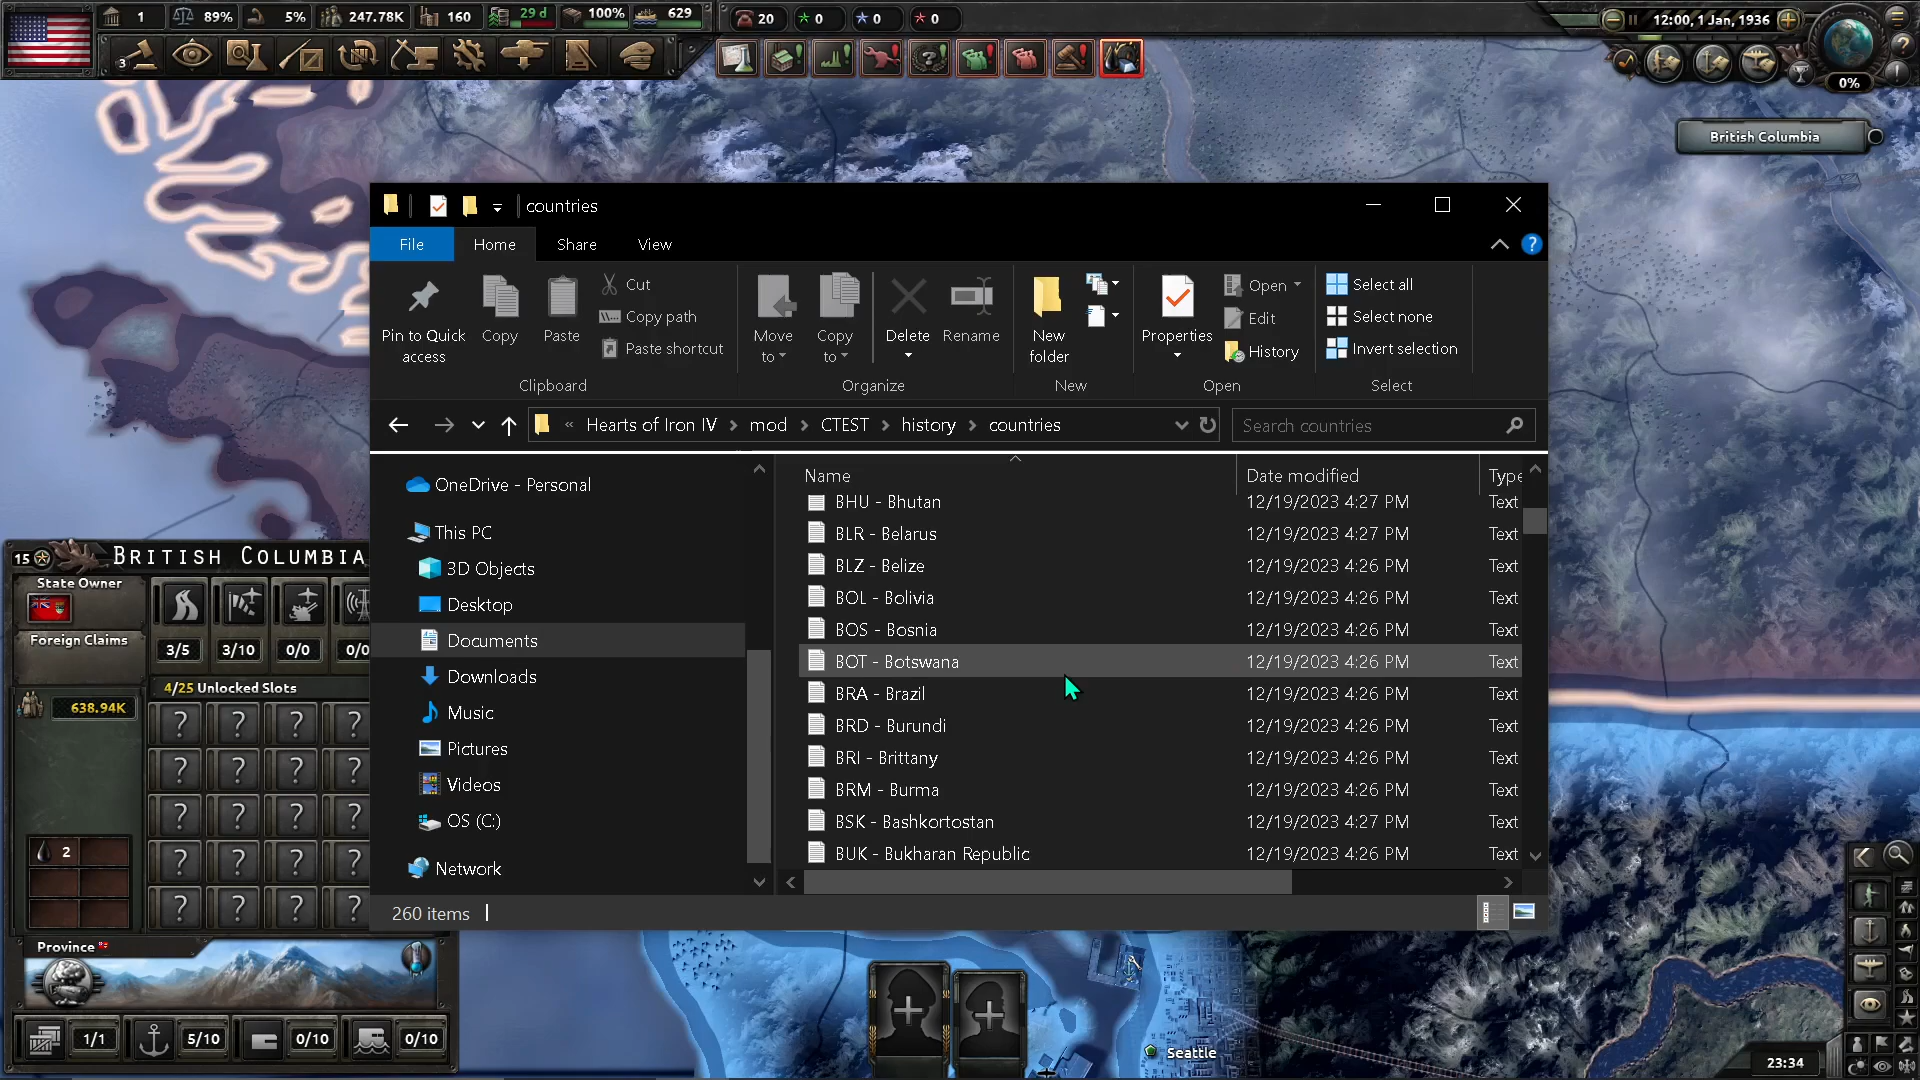 1 89% 5% 247.78K 160 29 d 100% 629 20 0 0 0 12:00, 1 Jan, 1936
3
0%
British Columbia
countries
File Home Share View
Pin to Quick access
Copy
Paste
Cut
Copy path
Paste shortcut
Move to
Copy to
Delete
Rename
New folder
Properties
Open
Edit
History
Select all
Select none
Invert selection
Clipboard Organize New Open Select
« Hearts of Iron IV > mod > CTEST > history > countries
Search countries
OneDrive - Personal
This PC
3D Objects
Desktop
Documents
Downloads
Music
Pictures
Videos
OS (C:)
Network
Name Date modified Type
BHU - Bhutan 12/19/2023 4:27 PM Text
BLR - Belarus 12/19/2023 4:27 PM Text
BLZ - Belize 12/19/2023 4:26 PM Text
BOL - Bolivia 12/19/2023 4:26 PM Text
BOS - Bosnia 12/19/2023 4:26 PM Text
BOT - Botswana 12/19/2023 4:26 PM Text
BRA - Brazil 12/19/2023 4:26 PM Text
BRD - Burundi 12/19/2023 4:26 PM Text
BRI - Brittany 12/19/2023 4:26 PM Text
BRM - Burma 12/19/2023 4:26 PM Text
BSK - Bashkortostan 12/19/2023 4:27 PM Text
BUK - Bukharan Republic 12/19/2023 4:26 PM Text
260 items
15 BRITISH COLUMBIA
State Owner
Foreign Claims
3/5 3/10 0/0 0/0
4/25 Unlocked Slots
638.94K
2
Province
1/1 5/10 0/10 0/10
Seattle
23:34